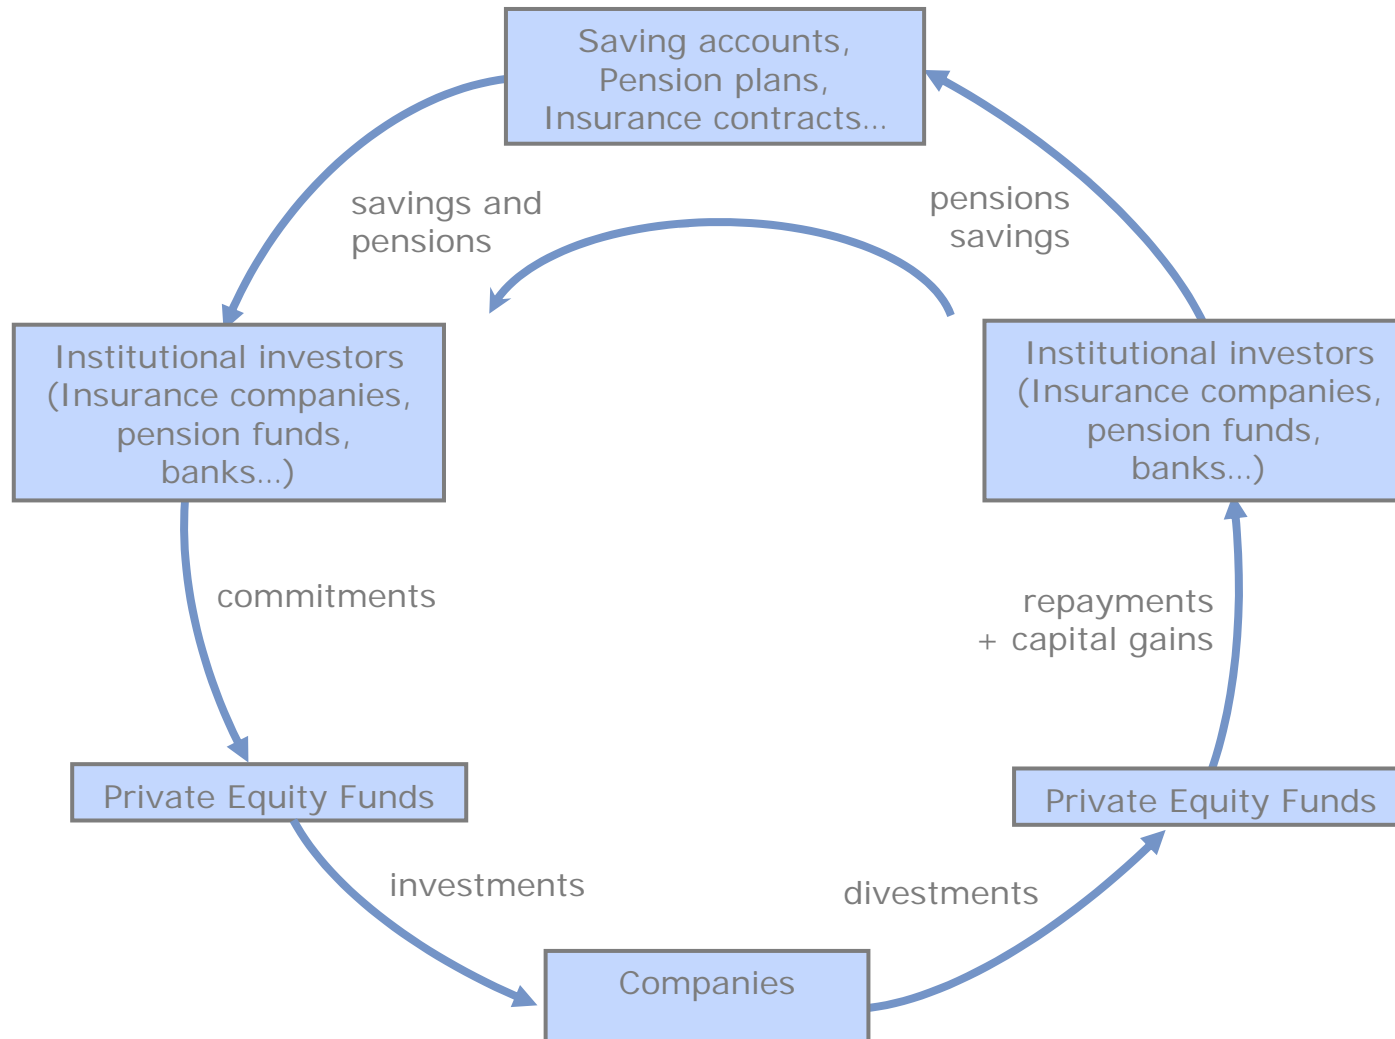 Saving accounts,
Pension plans,
Insurance contracts...
savings and
pensions
pensions
savings
Institutional investors
(Insurance companies,
pension funds,
banks...)
Institutional investors
(Insurance companies,
pension funds,
banks...)
commitments
repayments
+ capital gains
Private Equity Funds
Private Equity Funds
investments
divestments
Companies